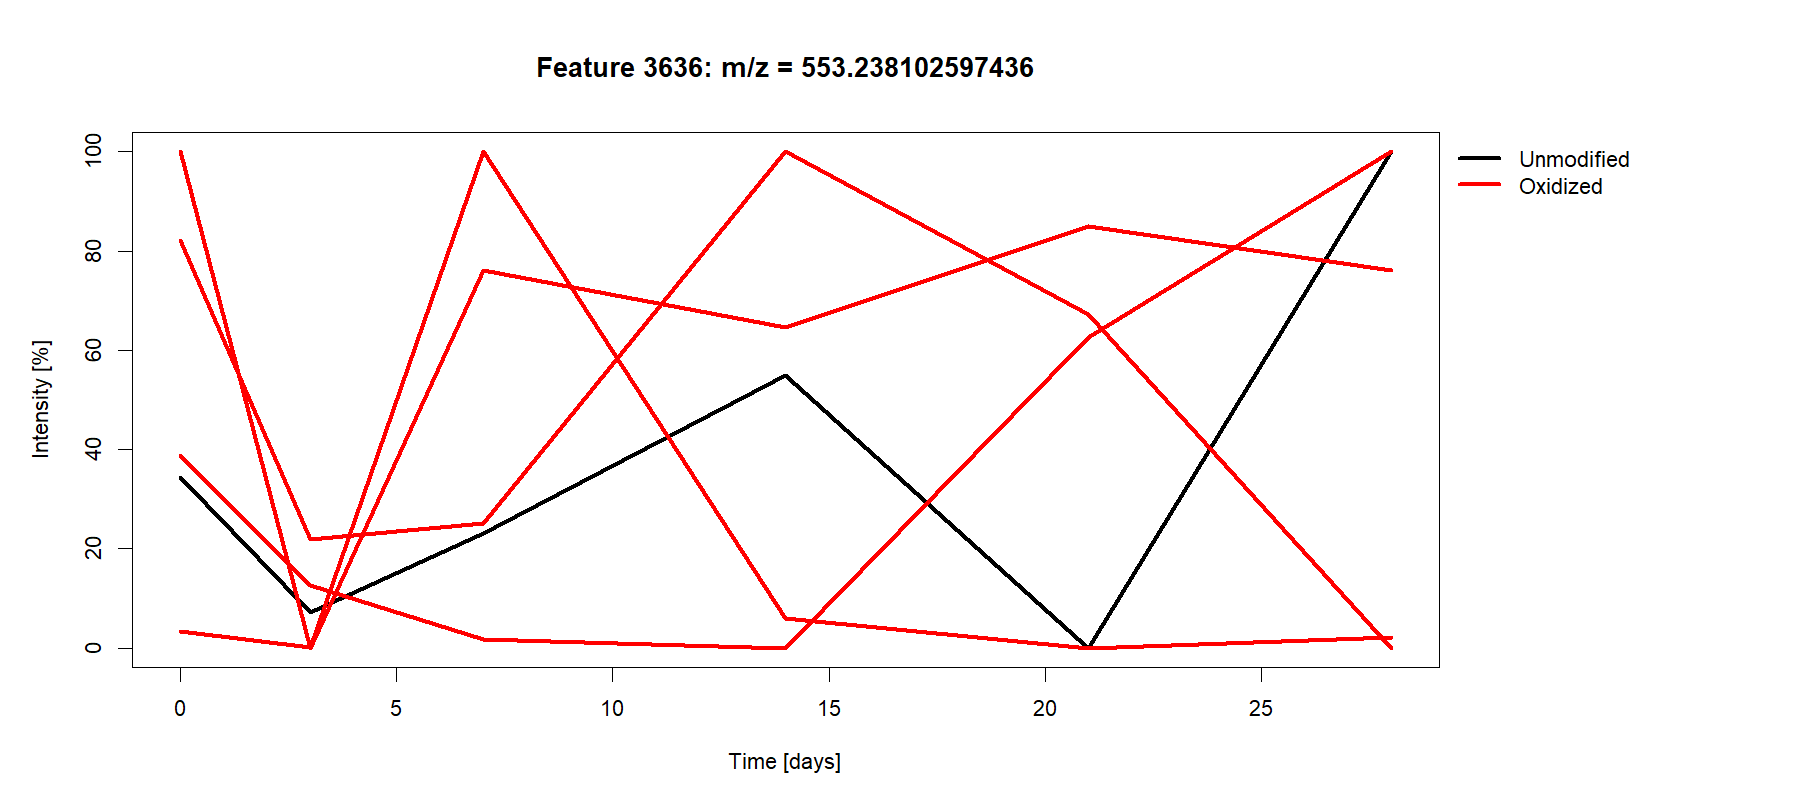 Feature 3636: m/z = 553.238102597436
Unmodified
Oxidized
Intensity [%]
100
80
60
40
20
0
0 5 10 15 20 25
Time [days]